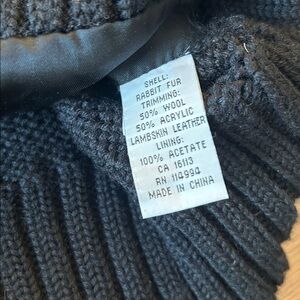 SHELL:
RABBIT FUR
TRIMMING:
50% WOOL
50% ACRYLIC
LAMBSKIN LEATHER
LINING:
100% ACETATE
CA 16113
RN 110990
MADE IN CHINA